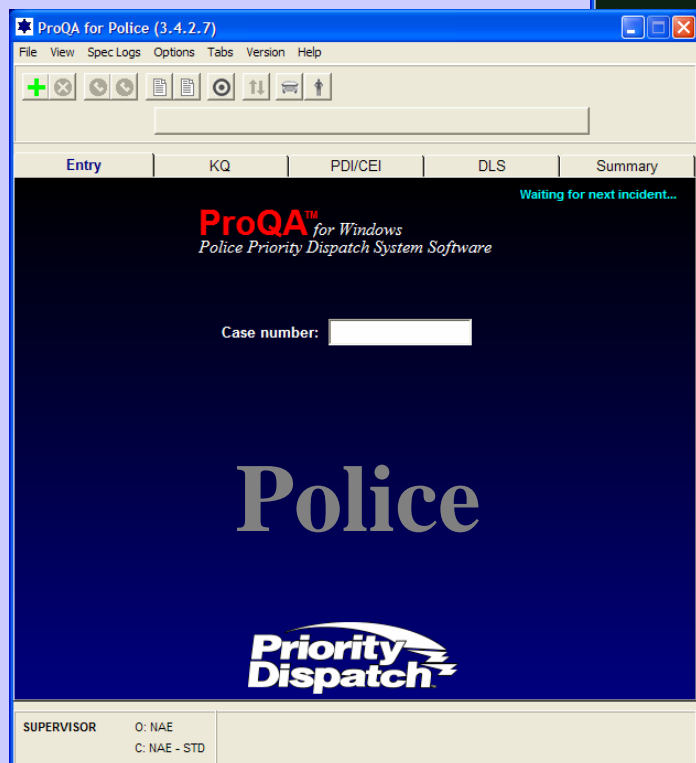 ProQA for Police (3.4.2.7)
File View Spec Logs Options Tabs Version Help
Entry KQ PDI/CEI DLS Summary
Waiting for next incident...
ProQA™ for Windows
Police Priority Dispatch System Software
Case number:
Police
Priority
Dispatch
SUPERVISOR O: NAE
C: NAE - STD